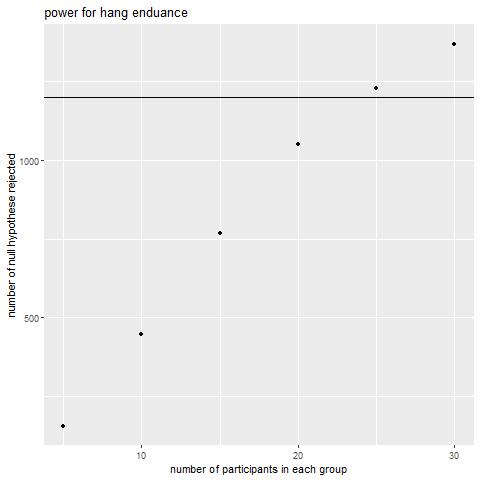 power for hang enduance
number of null hypothese rejected
1000
500
10 20 30
number of participants in each group